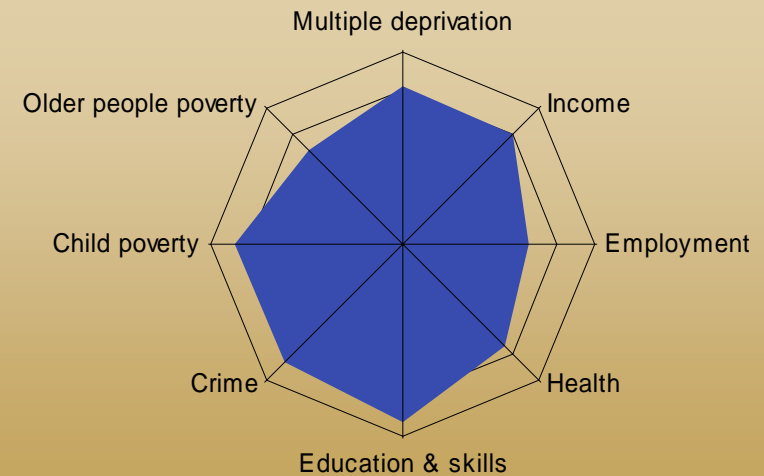 Multiple deprivation
Older people poverty
Income
Child poverty
Employment
Crime
Health
Education & skills